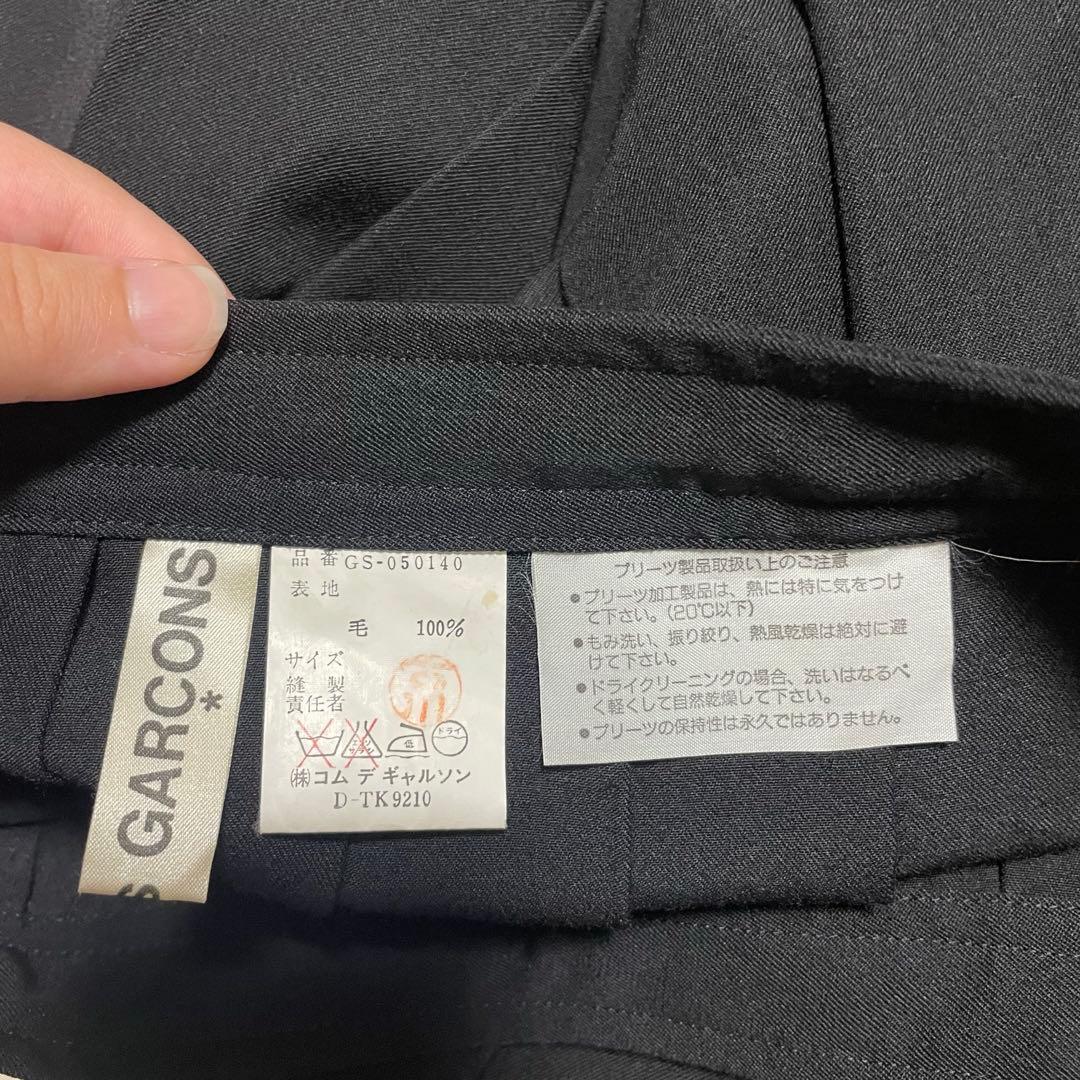 S GARCONS
*
品番 GS-050140
表地
毛 100%
サイズ
縫製
責任者
低
ドライ
㈱コム デ ギャルソン
D-TK9210
プリーツ製品取扱い上のご注意
●プリーツ加工製品は、熱には特に気をつけ
て下さい。(20℃以下)
●もみ洗い、振り絞り、熱風乾燥は絶対に避
けて下さい。
●ドライクリーニングの場合、洗いはなるべ
く軽くして自然乾燥して下さい。
●プリーツの保持性は永久ではありません。